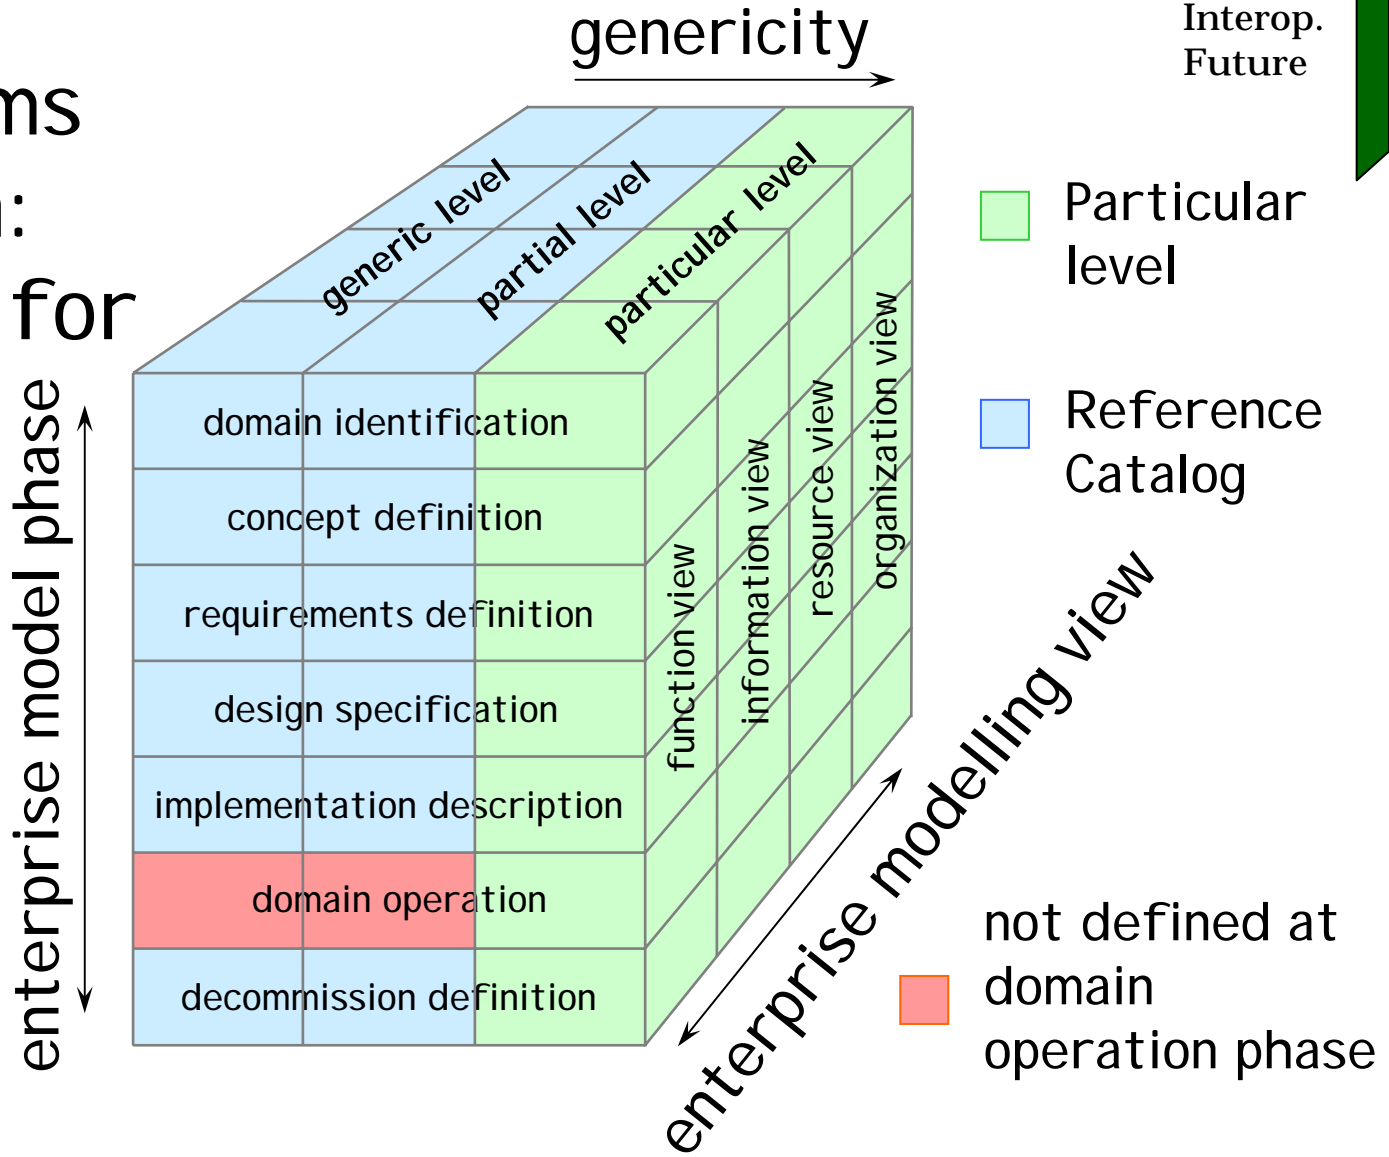 genericity
Interop.
Future
ms
:
for
generic level
partial level
particular level
Particular
level
Reference
Catalog
enterprise model phase
domain identification
concept definition
requirements definition
design specification
implementation description
domain operation
decommission definition
function view
information view
resource view
organization view
enterprise modelling view
not defined at
domain
operation phase